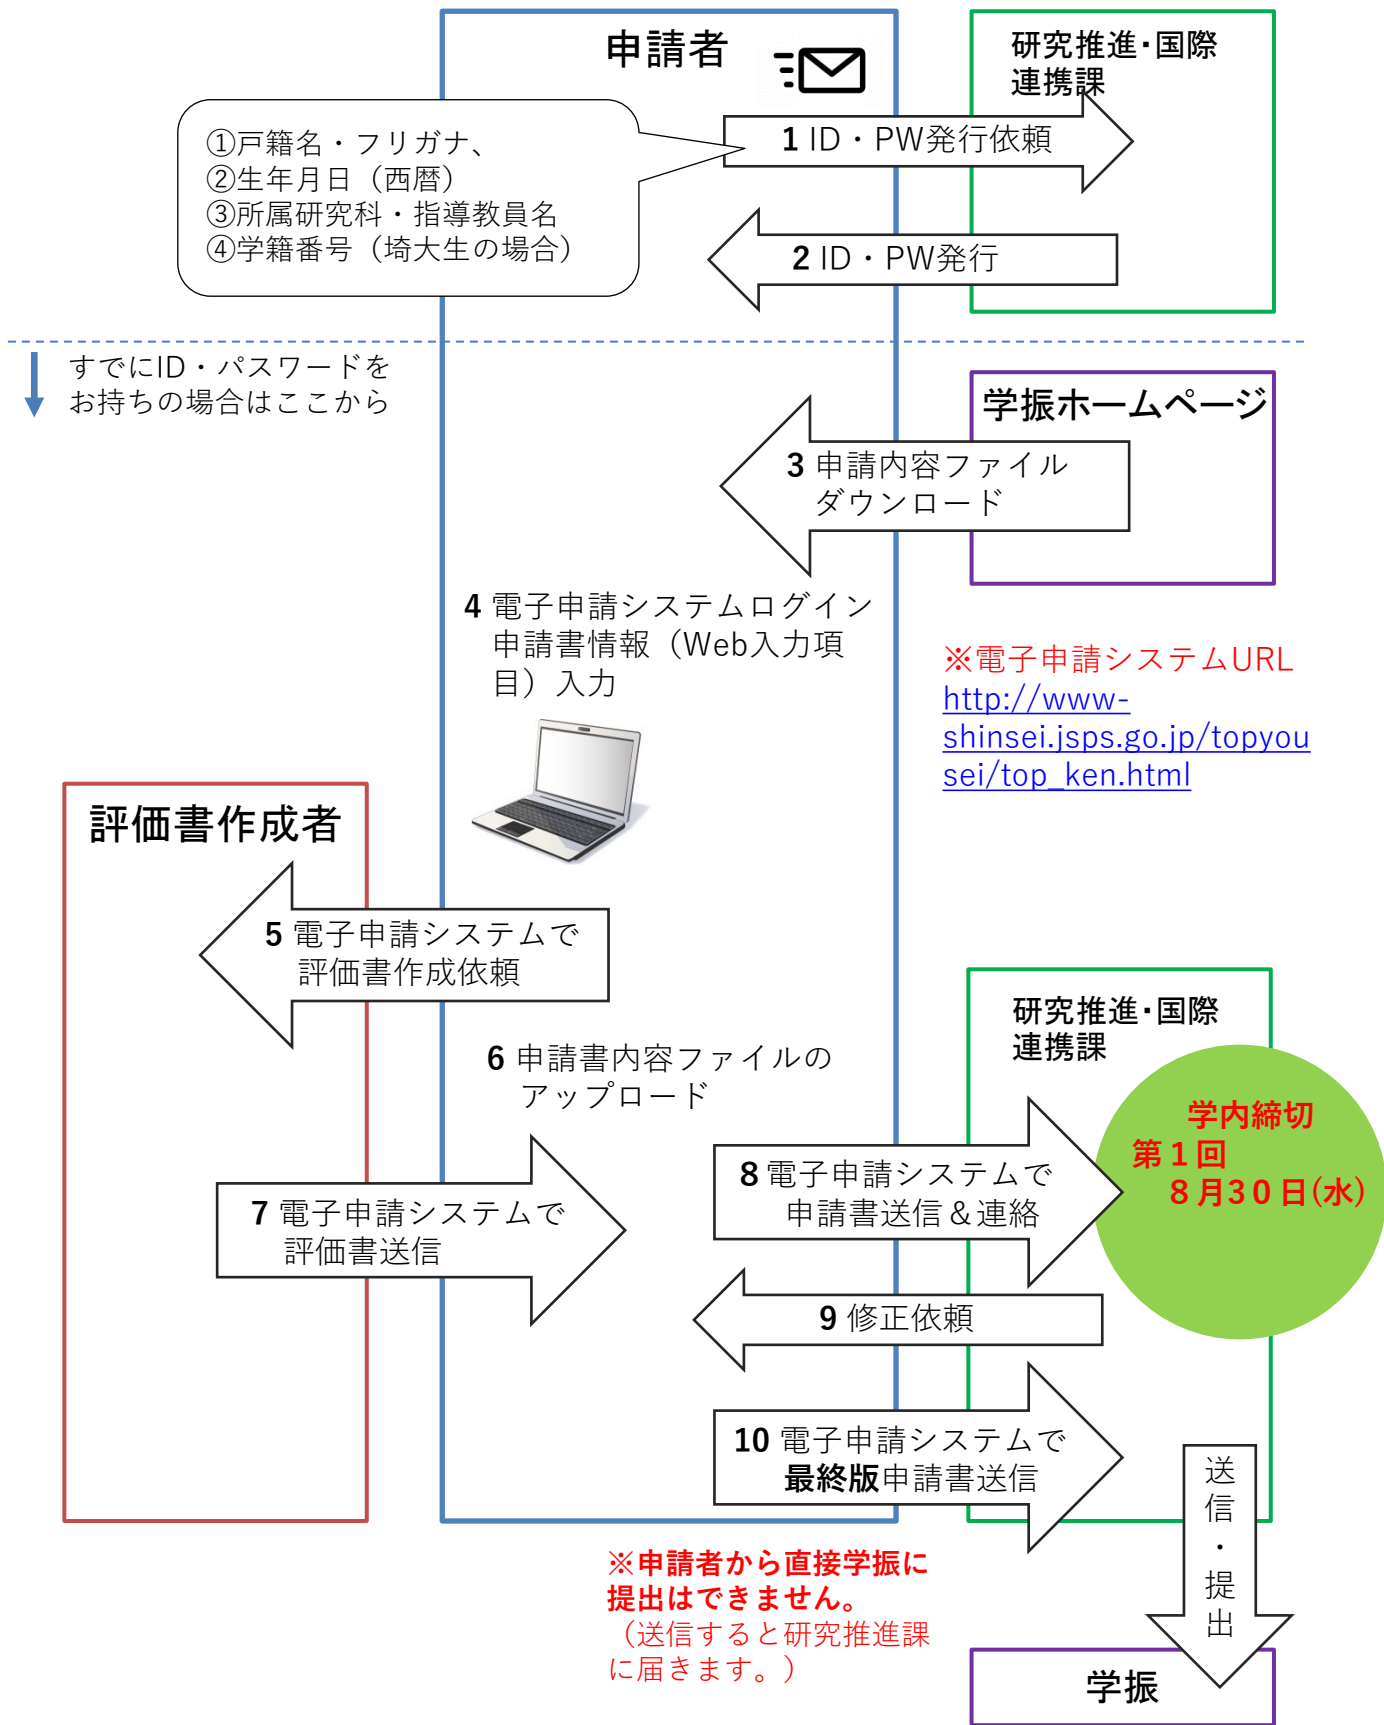 申請者
研究推進・国際
連携課
①戸籍名・フリガナ、
②生年月日（西暦）
③所属研究科・指導教員名
④学籍番号（埼大生の場合）
1 ID・PW発行依頼
2 ID・PW発行
すでにID・パスワードを
お持ちの場合はここから
学振ホームページ
3 申請内容ファイル
ダウンロード
4 電子申請システムログイン
申請書情報（Web入力項
目）入力
※電子申請システムURL
http://www-
shinsei.jsps.go.jp/topyou
sei/top_ken.html
評価書作成者
5 電子申請システムで
評価書作成依頼
6 申請書内容ファイルの
アップロード
研究推進・国際
連携課
学内締切
第１回
８月３０日(水)
7 電子申請システムで
評価書送信
8 電子申請システムで
申請書送信＆連絡
9 修正依頼
10 電子申請システムで
最終版申請書送信
送
信
・
提
出
※申請者から直接学振に
提出はできません。
（送信すると研究推進課
に届きます。）
学振